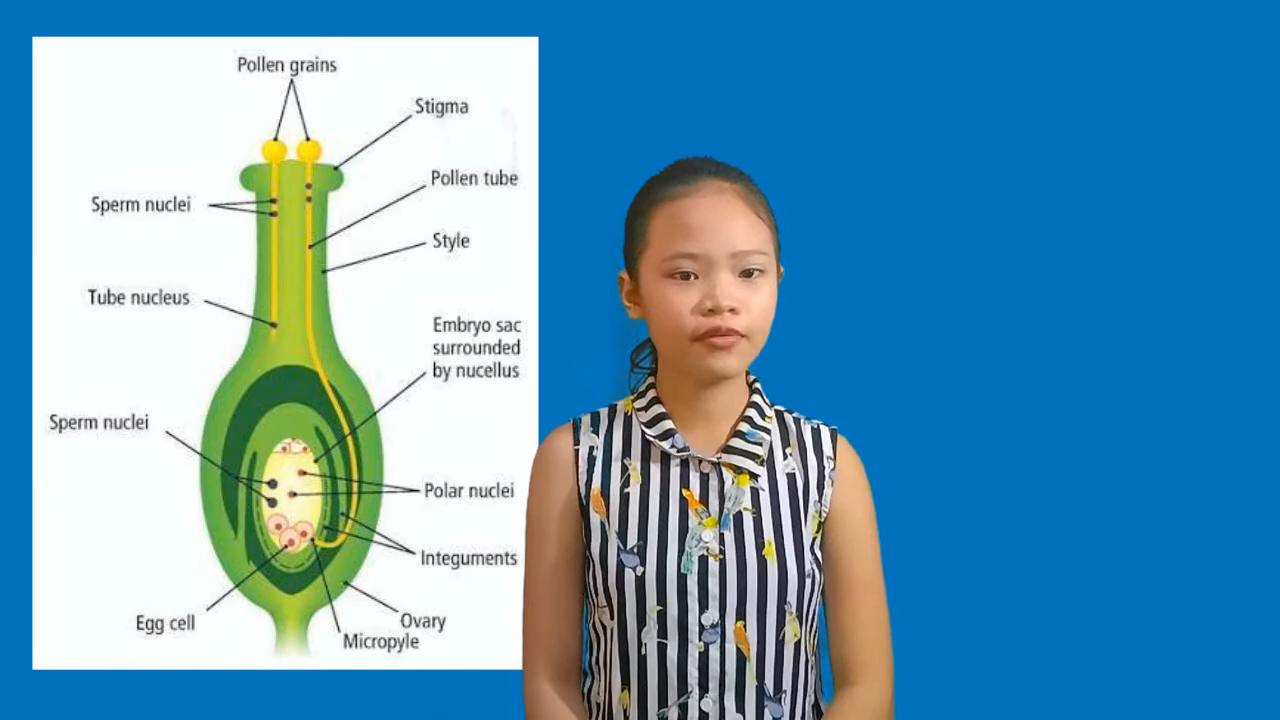 Pollen grains
Stigma
Pollen tube
Sperm nuclei
Style
Tube nucleus
Embryo sac
surrounded
by nucellus
Sperm nuclei
Polar nuclei
Integuments
Egg cell
Ovary
Micropyle